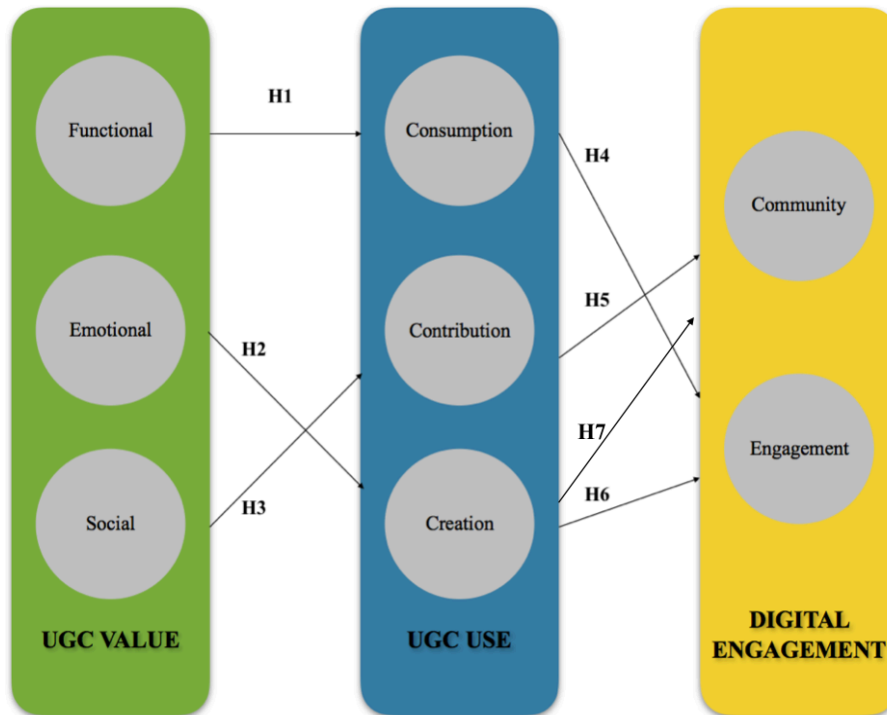 H1
Functional
Consumption
H4
Community
Emotional
H2
Contribution
H5
H7
Engagement
Social
H3
Creation
H6
UGC VALUE
UGC USE
DIGITAL
ENGAGEMENT